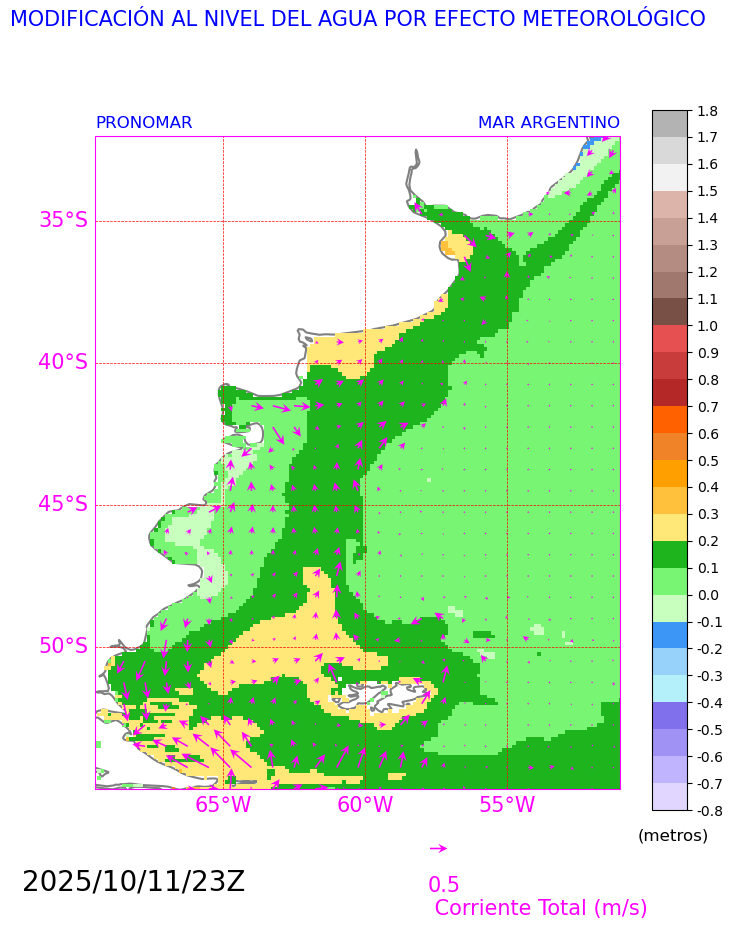 MODIFICACIÓN AL NIVEL DEL AGUA POR EFECTO METEOROLÓGICO
PRONOMAR MAR ARGENTINO
35°S
40°S
45°S
50°S
65°W 60°W 55°W
1.8
1.7
1.6
1.5
1.4
1.3
1.2
1.1
1.0
0.9
0.8
0.7
0.6
0.5
0.4
0.3
0.2
0.1
0.0
-0.1
-0.2
-0.3
-0.4
-0.5
-0.6
-0.7
-0.8
(metros)
2025/10/11/23Z
0.5
Corriente Total (m/s)